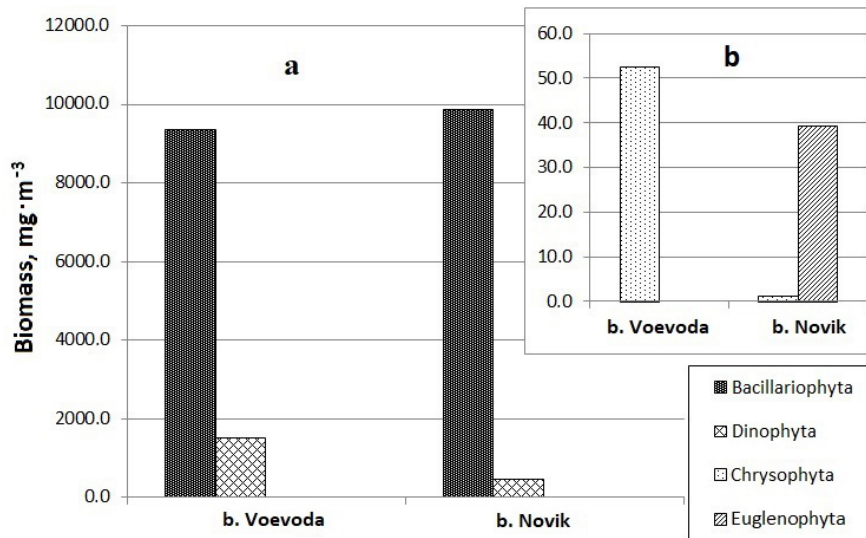 Biomass, mg·m⁻³
12000.0
10000.0
8000.0
6000.0
4000.0
2000.0
0.0
a
b. Voevoda
b. Novik
60.0
50.0
40.0
30.0
20.0
10.0
0.0
b
b. Voevoda
b. Novik
Bacillariophyta
Dinophyta
Chrysophyta
Euglenophyta